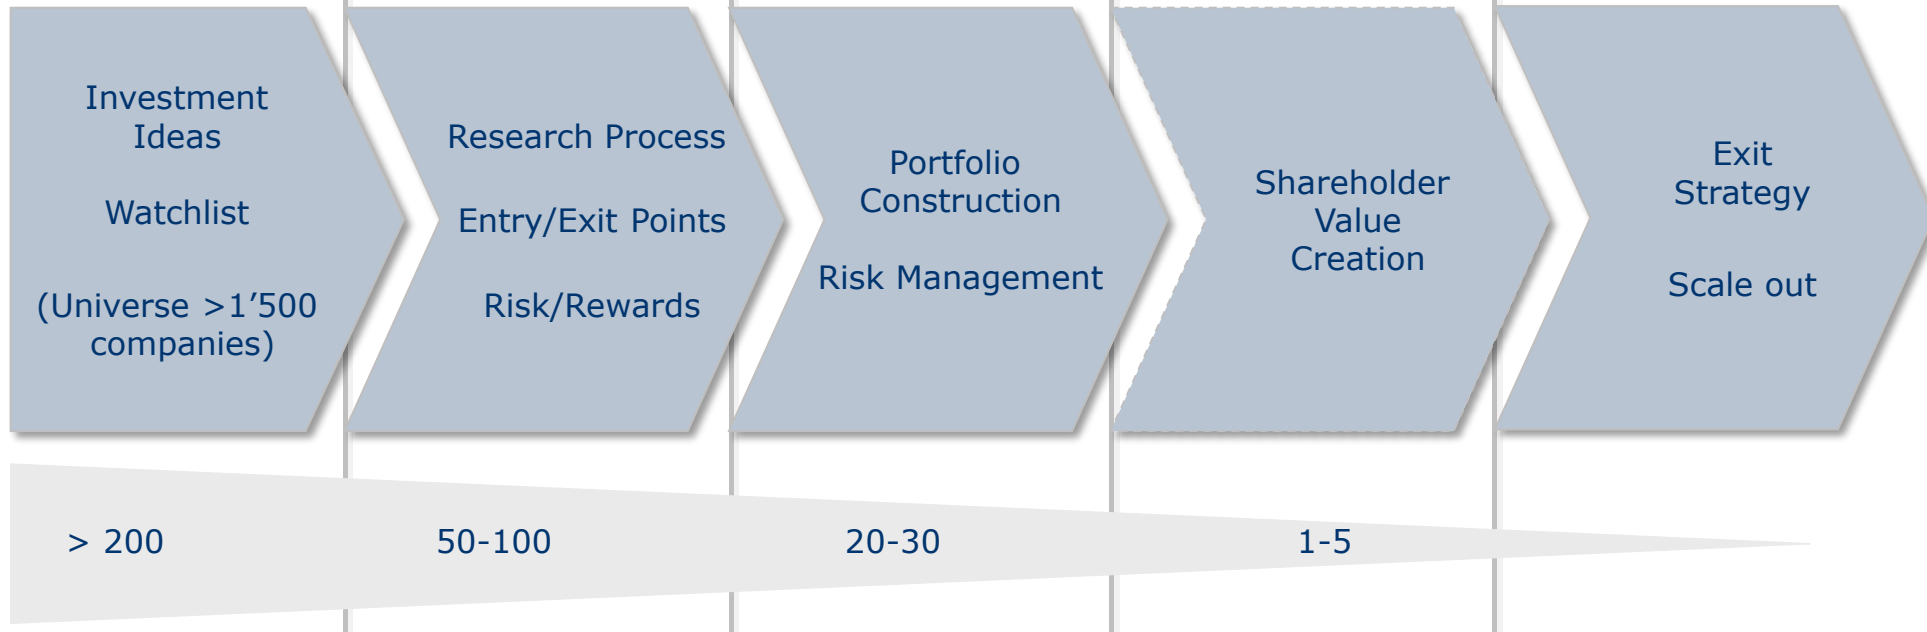 Investment
Ideas
Watchlist
(Universe >1’500
companies)
Research Process
Entry/Exit Points
Risk/Rewards
Portfolio
Construction
Risk Management
Shareholder
Value
Creation
Exit
Strategy
Scale out
> 200
50-100
20-30
1-5